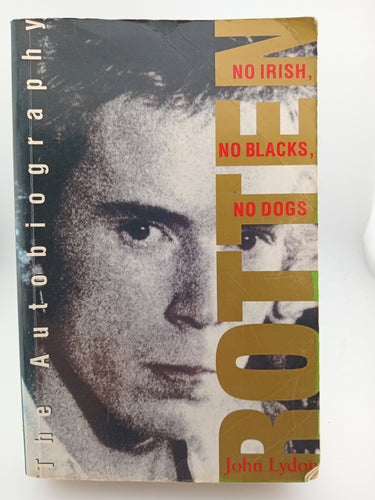 The Autobiography
ROTTEN
NO IRISH,
NO BLACKS,
NO DOGS
John Lydon